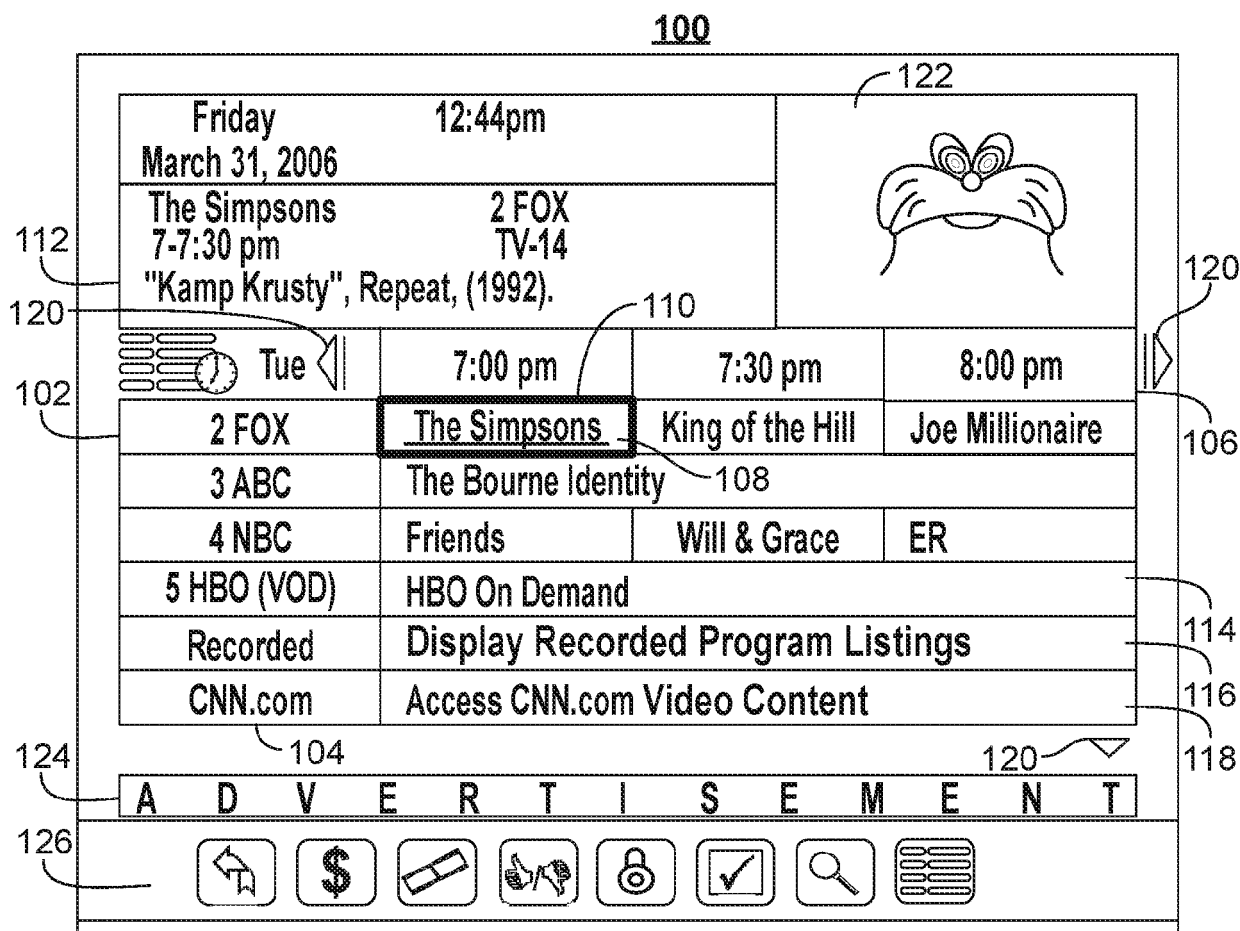 100
122
Friday 12:44pm
March 31, 2006
The Simpsons 2 FOX
7-7:30 pm TV-14
"Kamp Krusty", Repeat, (1992).
112
120
110
120
Tue 7:00 pm 7:30 pm 8:00 pm
102
2 FOX The Simpsons King of the Hill Joe Millionaire
106
3 ABC The Bourne Identity
108
4 NBC Friends Will & Grace ER
5 HBO (VOD) HBO On Demand
114
Recorded Display Recorded Program Listings
116
CNN.com Access CNN.com Video Content
118
104
120
124
A D V E R T I S E M E N T
126
$